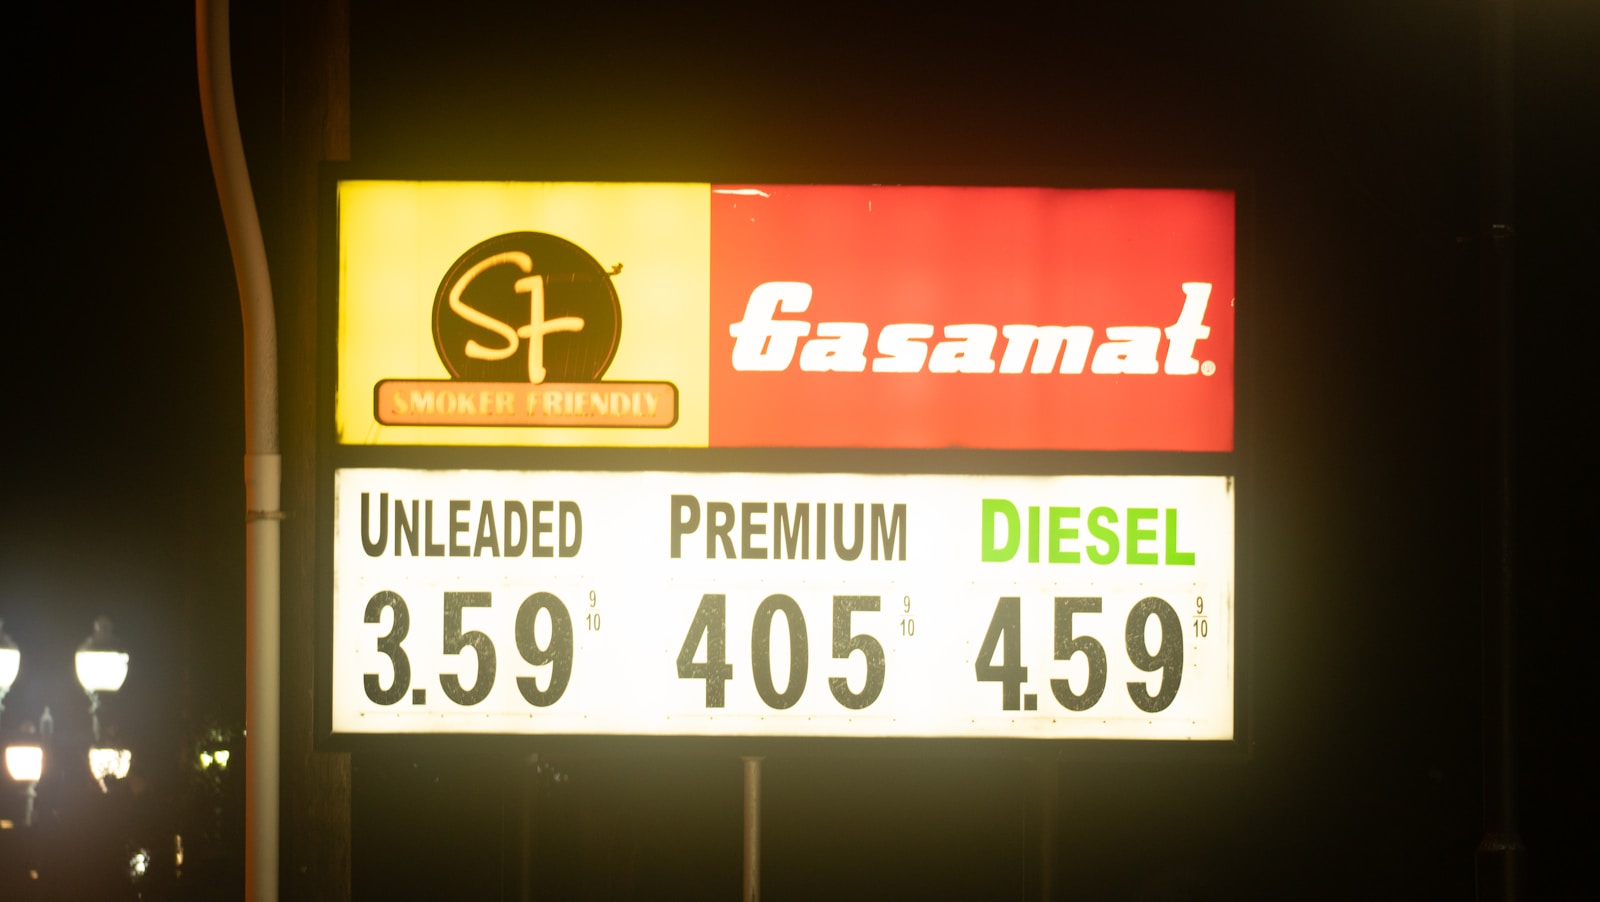 SF
SMOKER FRIENDLY
Gasamat®
UNLEADED PREMIUM DIESEL
3.59 9/10 405 9/10 4.59 9/10